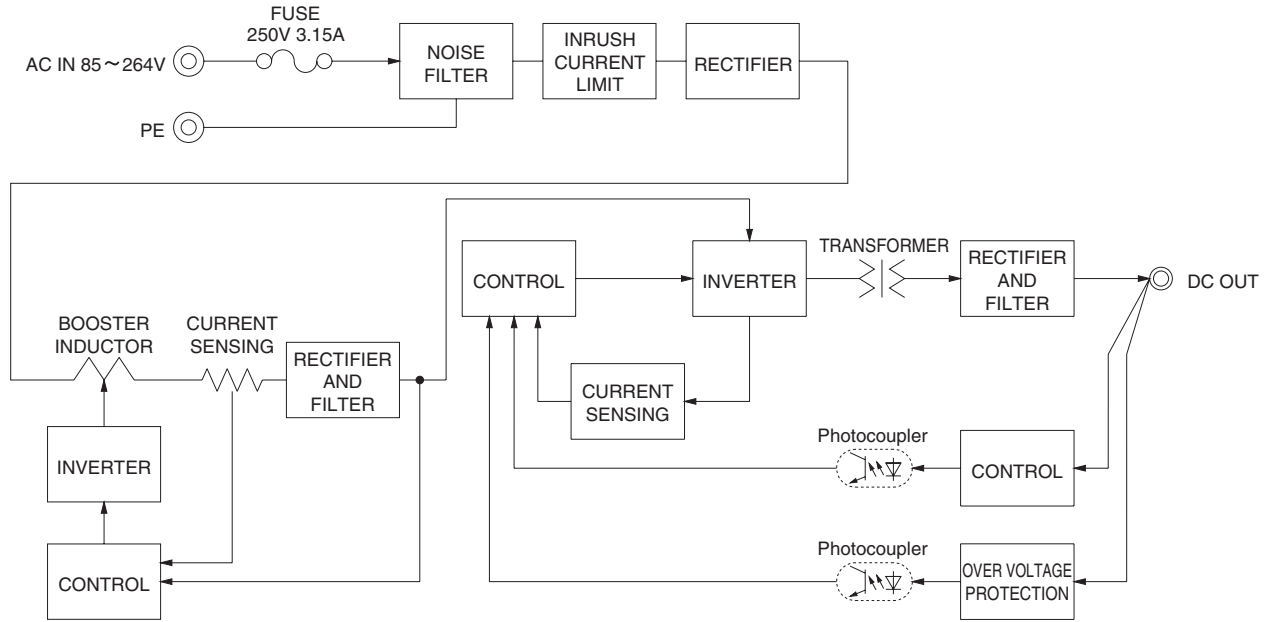 FUSE
250V 3.15A
AC IN 85～264V
NOISE
FILTER
INRUSH
CURRENT
LIMIT
RECTIFIER
PE
CONTROL
INVERTER
TRANSFORMER
RECTIFIER
AND
FILTER
DC OUT
BOOSTER
INDUCTOR
CURRENT
SENSING
RECTIFIER
AND
FILTER
CURRENT
SENSING
INVERTER
Photocoupler
CONTROL
CONTROL
Photocoupler
OVER VOLTAGE
PROTECTION